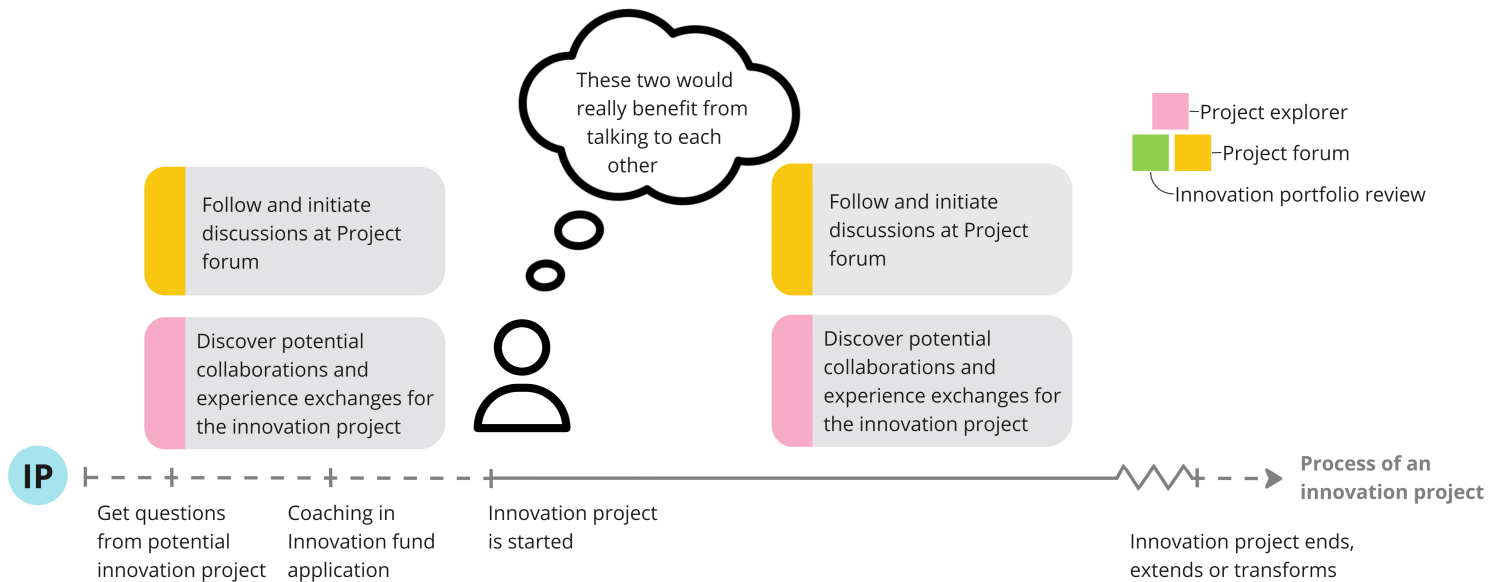 These two would
really benefit from
talking to each
other
Project explorer
Project forum
Innovation portfolio review
Follow and initiate
discussions at Project
forum
Follow and initiate
discussions at Project
forum
Discover potential
collaborations and
experience exchanges for
the innovation project
Discover potential
collaborations and
experience exchanges for
the innovation project
IP
Process of an
innovation project
Get questions
from potential
innovation project
Coaching in
Innovation fund
application
Innovation project
is started
Innovation project ends,
extends or transforms